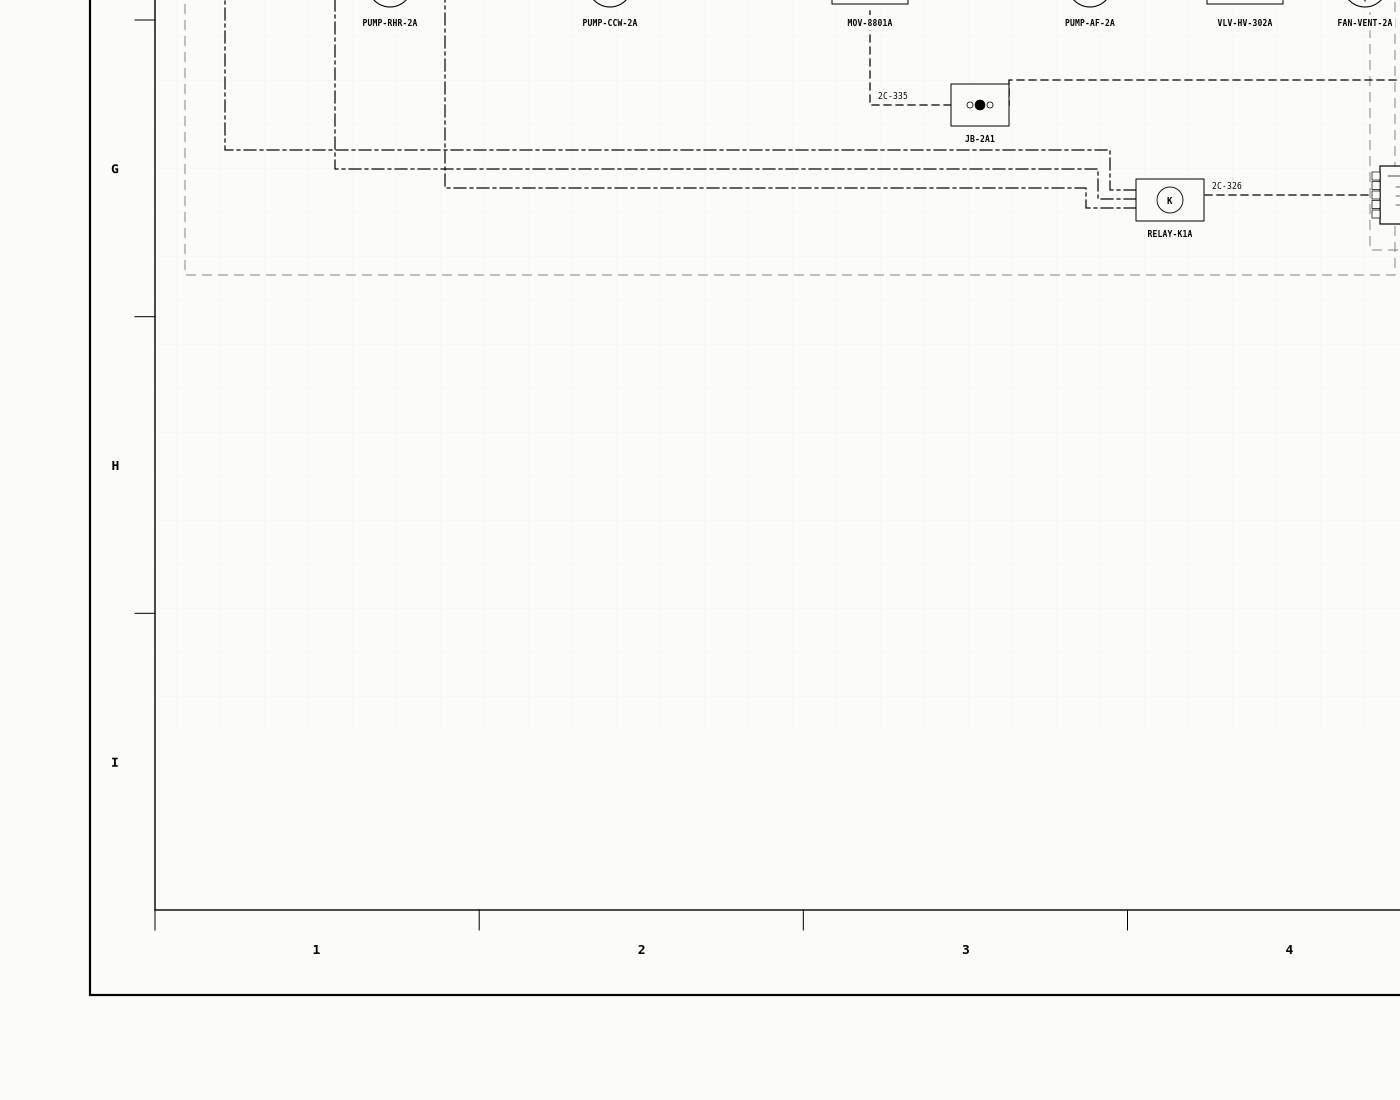 PUMP-RHR-2A
PUMP-CCW-2A
MOV-8801A
PUMP-AF-2A
VLV-HV-302A
FAN-VENT-2A
2C-335
JB-2A1
G
2C-326
K
RELAY-K1A
H
I
1
2
3
4